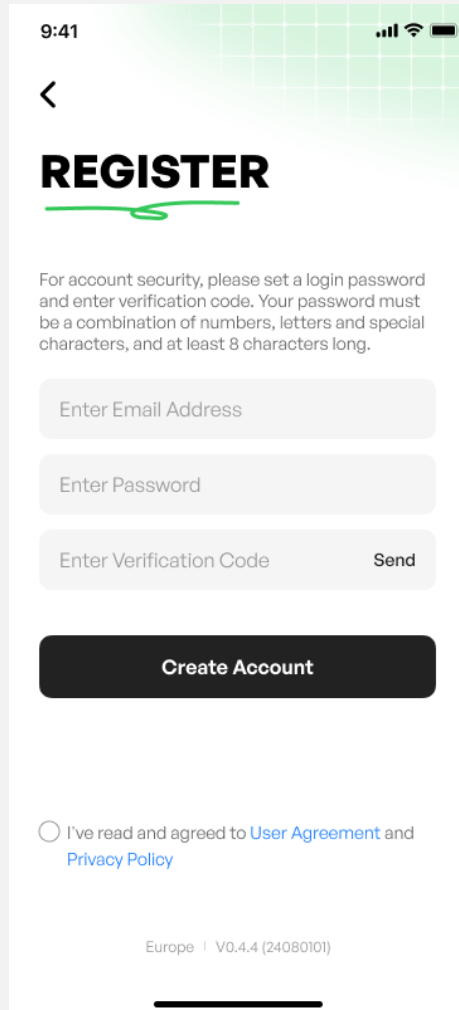 9:41
REGISTER
For account security, please set a login password
and enter verification code. Your password must
be a combination of numbers, letters and special
characters, and at least 8 characters long.
Enter Email Address
Enter Password
Enter Verification Code Send
Create Account
I've read and agreed to User Agreement and
Privacy Policy
Europe | V0.4.4 (24080101)